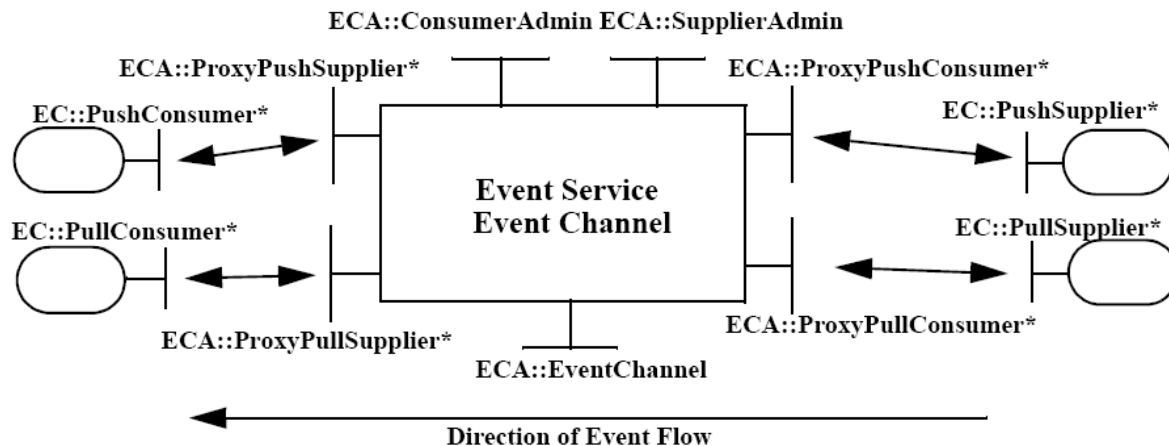 ECA::ConsumerAdmin ECA::SupplierAdmin
ECA::ProxyPushSupplier*
ECA::ProxyPushConsumer*
EC::PushConsumer*
EC::PushSupplier*
Event Service
Event Channel
EC::PullConsumer*
EC::PullSupplier*
ECA::ProxyPullSupplier*
ECA::ProxyPullConsumer*
ECA::EventChannel
Direction of Event Flow